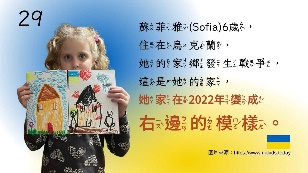 29
蘇菲雅(Sofia)6歲，
住在烏克蘭，
她的家鄉發生戰爭，
這是她的家，
她家在2022年變成
右邊的模樣。